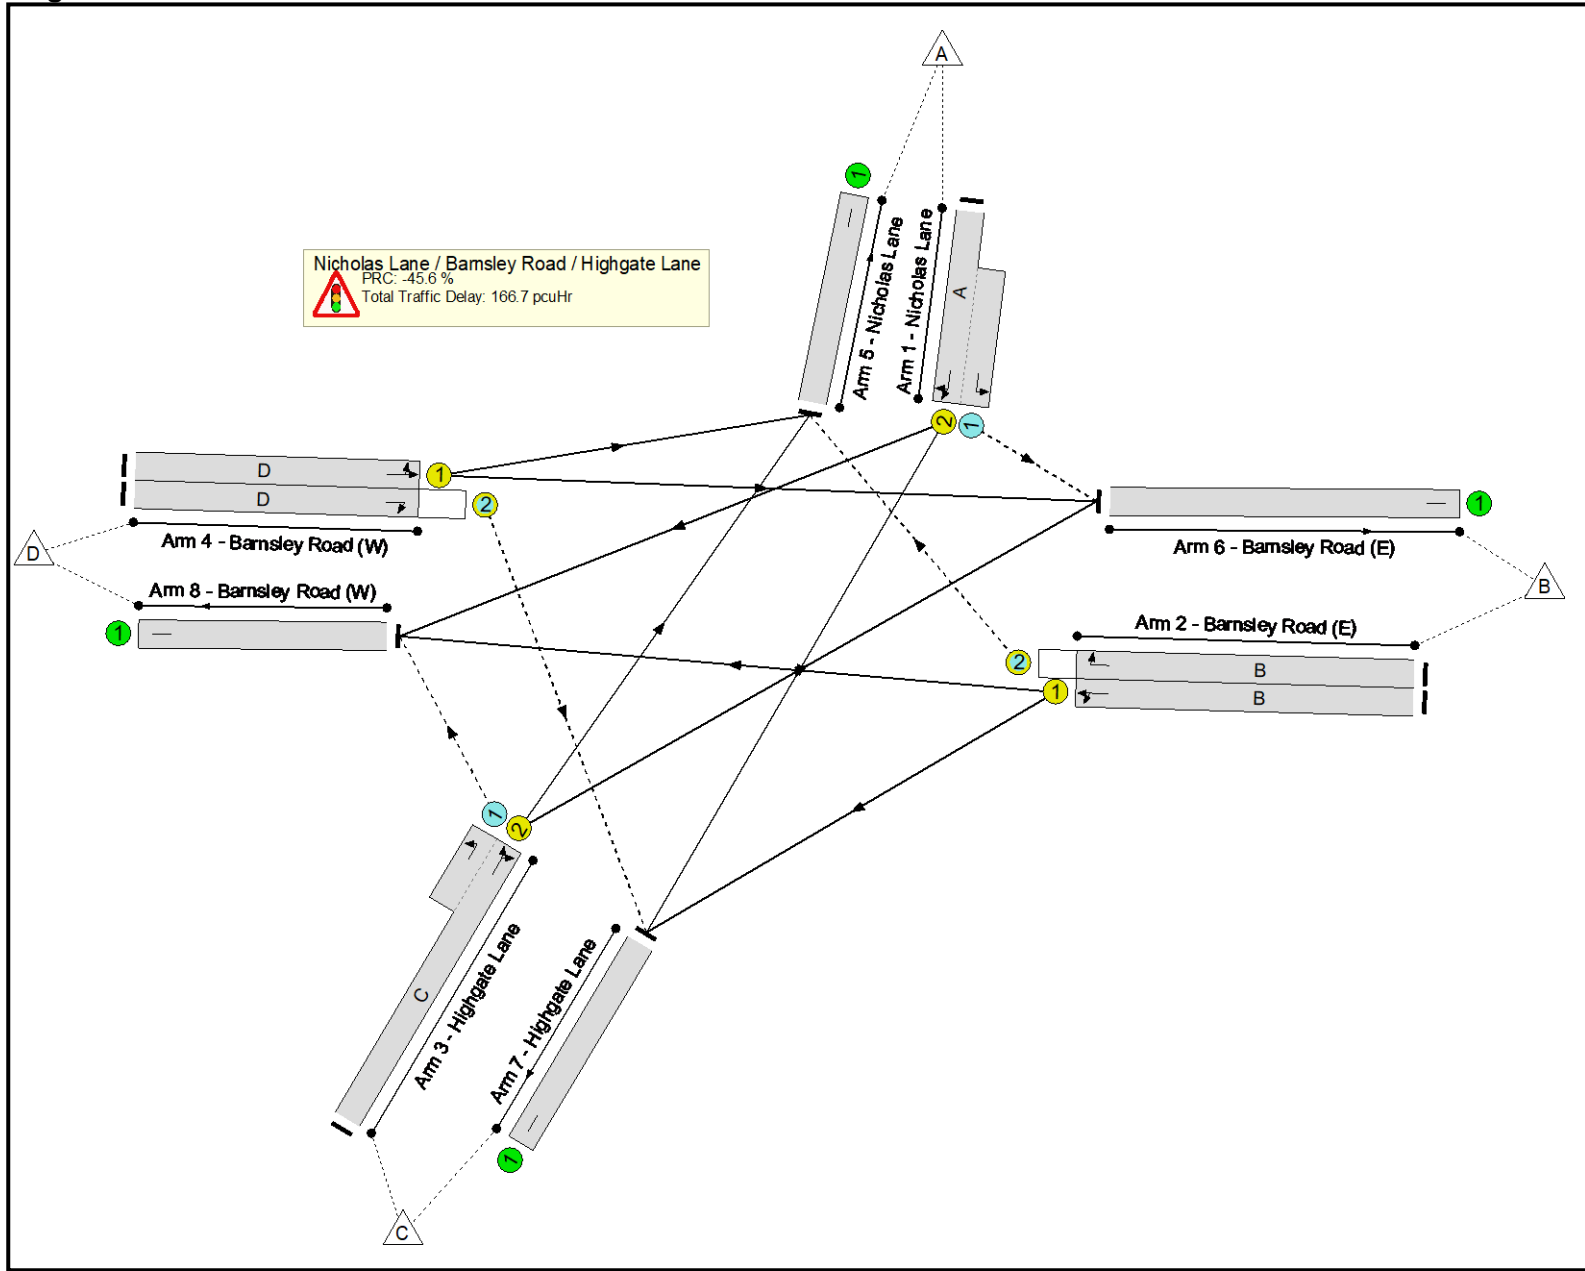 A
1
Arm 5 - Nicholas Lane
Arm 1 - Nicholas Lane
A
Nicholas Lane / Barnsley Road / Highgate Lane
PRC: -45.6 %
Total Traffic Delay: 166.7 pcuHr
2
1
D
D
1
2
Arm 4 - Barnsley Road (W)
D
Arm 8 - Barnsley Road (W)
1
1
Arm 6 - Barnsley Road (E)
B
Arm 2 - Barnsley Road (E)
2
1
B
B
1
2
C
Arm 3 - Highgate Lane
Arm 7 - Highgate Lane
1
C